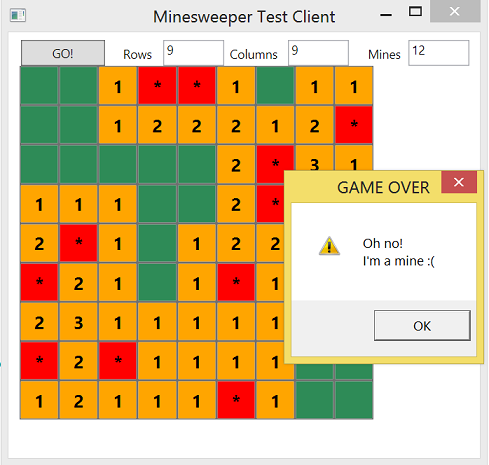 Minesweeper Test Client
GO! Rows 9 Columns 9 Mines 12
1 * * 1 1 1
1 2 2 2 1 2 *
2 * 3 1
1 1 1 2 *
2 * 1 1 2 2
* 2 1 1 * 1
2 3 1 1 1 1 1
* 2 * 1 1 1 1
1 2 1 1 1 * 1
GAME OVER
Oh no!
I'm a mine :(
OK